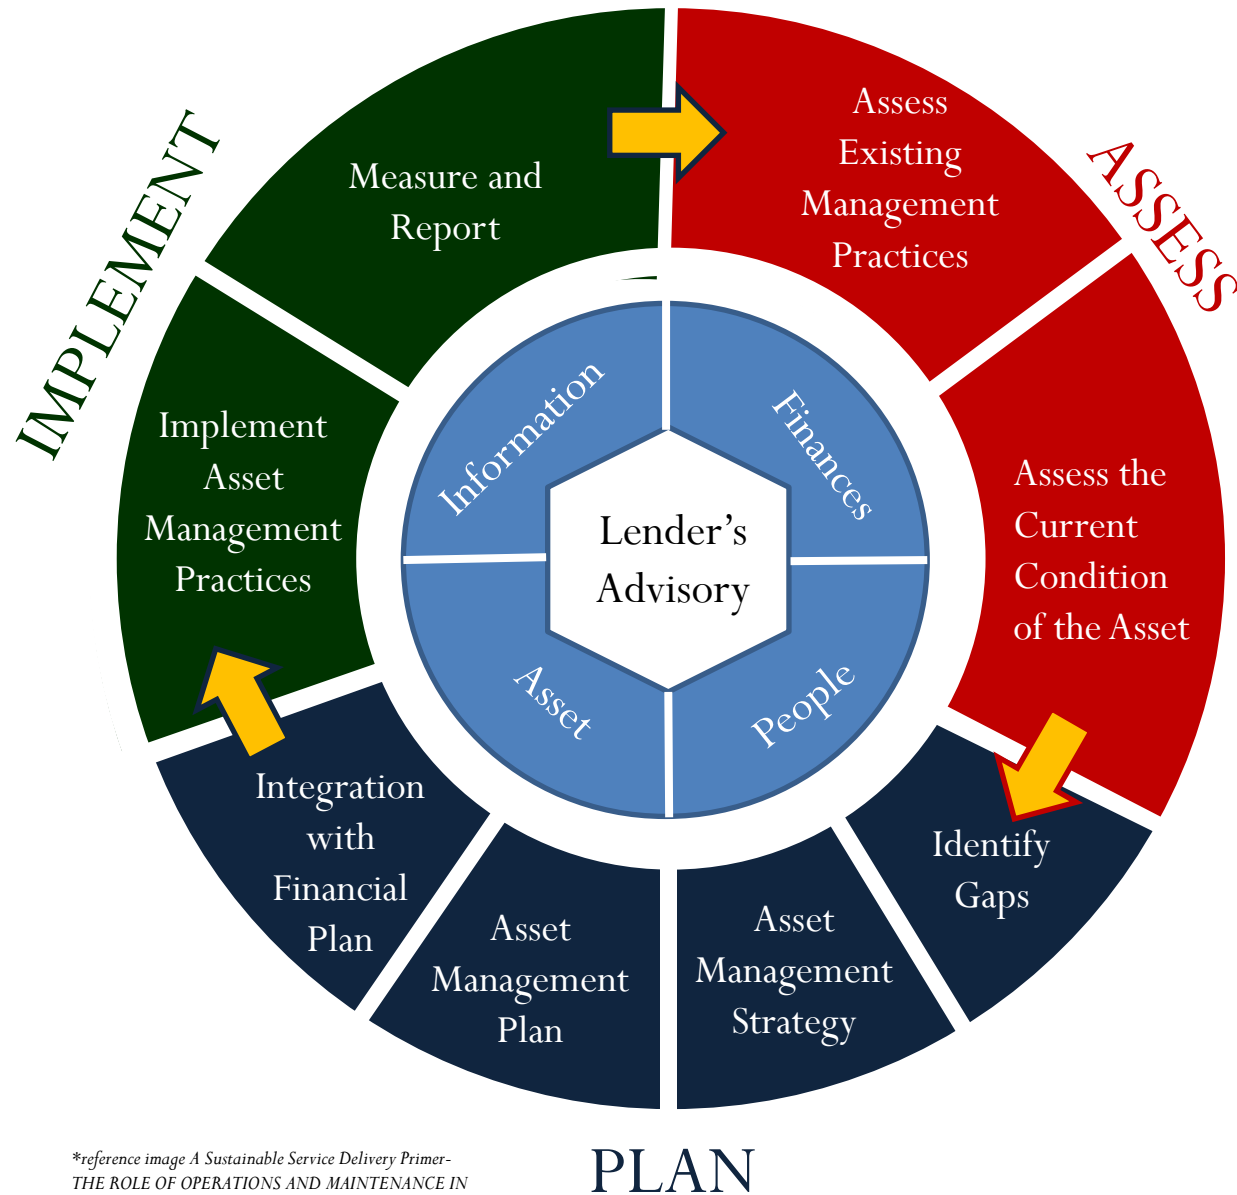 IMPLEMENT
ASSESS
Measure and
Report
Assess
Existing
Management
Practices
Assess the
Current
Condition
of the Asset
Identify
Gaps
Asset
Management
Strategy
Asset
Management
Plan
Integration
with
Financial
Plan
Implement
Asset
Management
Practices
Information
Finances
People
Asset
Lender’s
Advisory
PLAN
*reference image A Sustainable Service Delivery Primer-
THE ROLE OF OPERATIONS AND MAINTENANCE IN